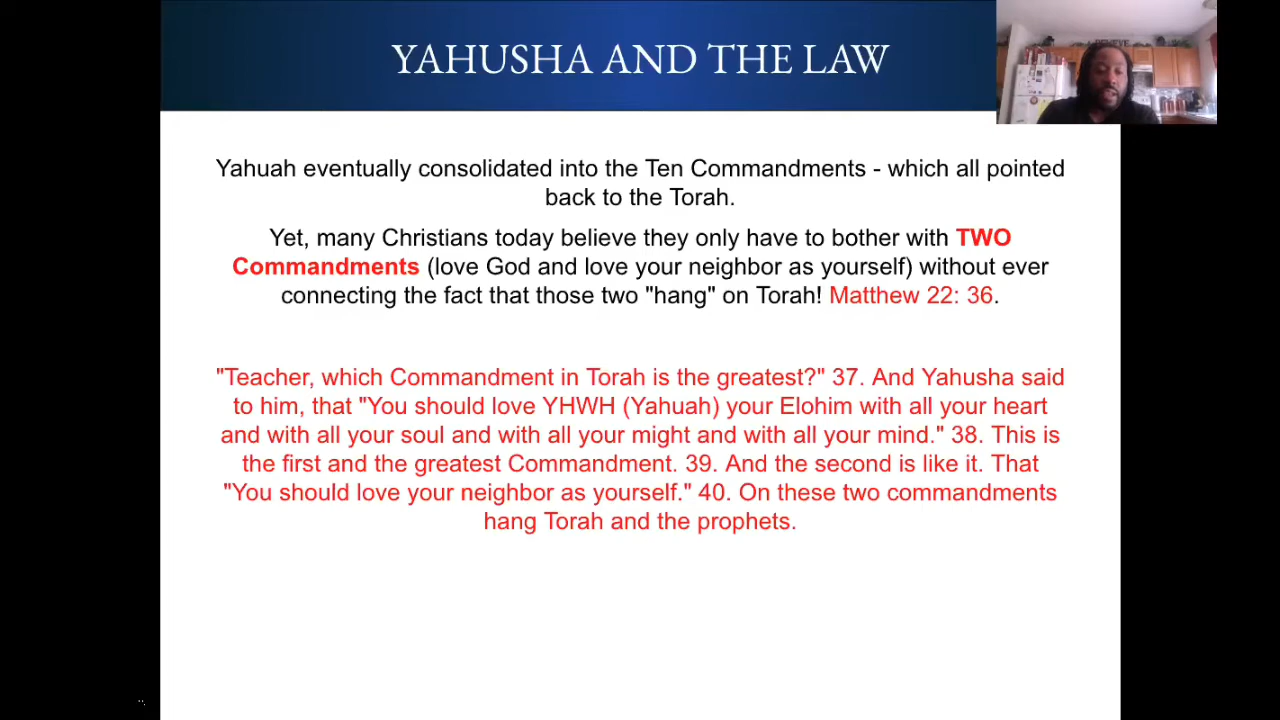 YAHUSHA AND THE LAW
Yahuah eventually consolidated into the Ten Commandments - which all pointed
back to the Torah.
Yet, many Christians today believe they only have to bother with TWO
Commandments (love God and love your neighbor as yourself) without ever
connecting the fact that those two "hang" on Torah! Matthew 22: 36.
"Teacher, which Commandment in Torah is the greatest?" 37. And Yahusha said
to him, that "You should love YHWH (Yahuah) your Elohim with all your heart
and with all your soul and with all your might and with all your mind." 38. This is
the first and the greatest Commandment. 39. And the second is like it. That
"You should love your neighbor as yourself." 40. On these two commandments
hang Torah and the prophets.